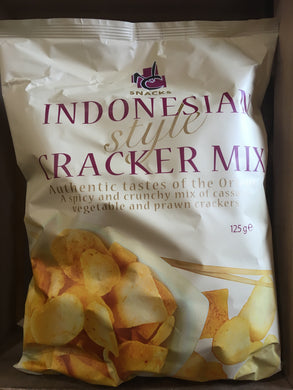 SNACKS
INDONESIAN
style
CRACKER MIX
Authentic tastes of the
A spicy and crunchy mix of
vegetable and prawn crackers
125g e